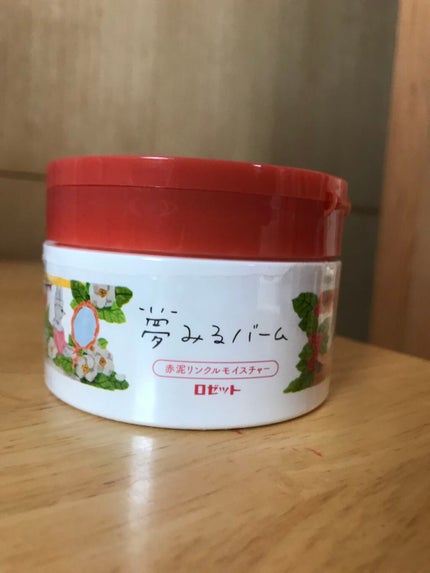 夢みるバーム
赤泥リンクルモイスチャー
ロゼット